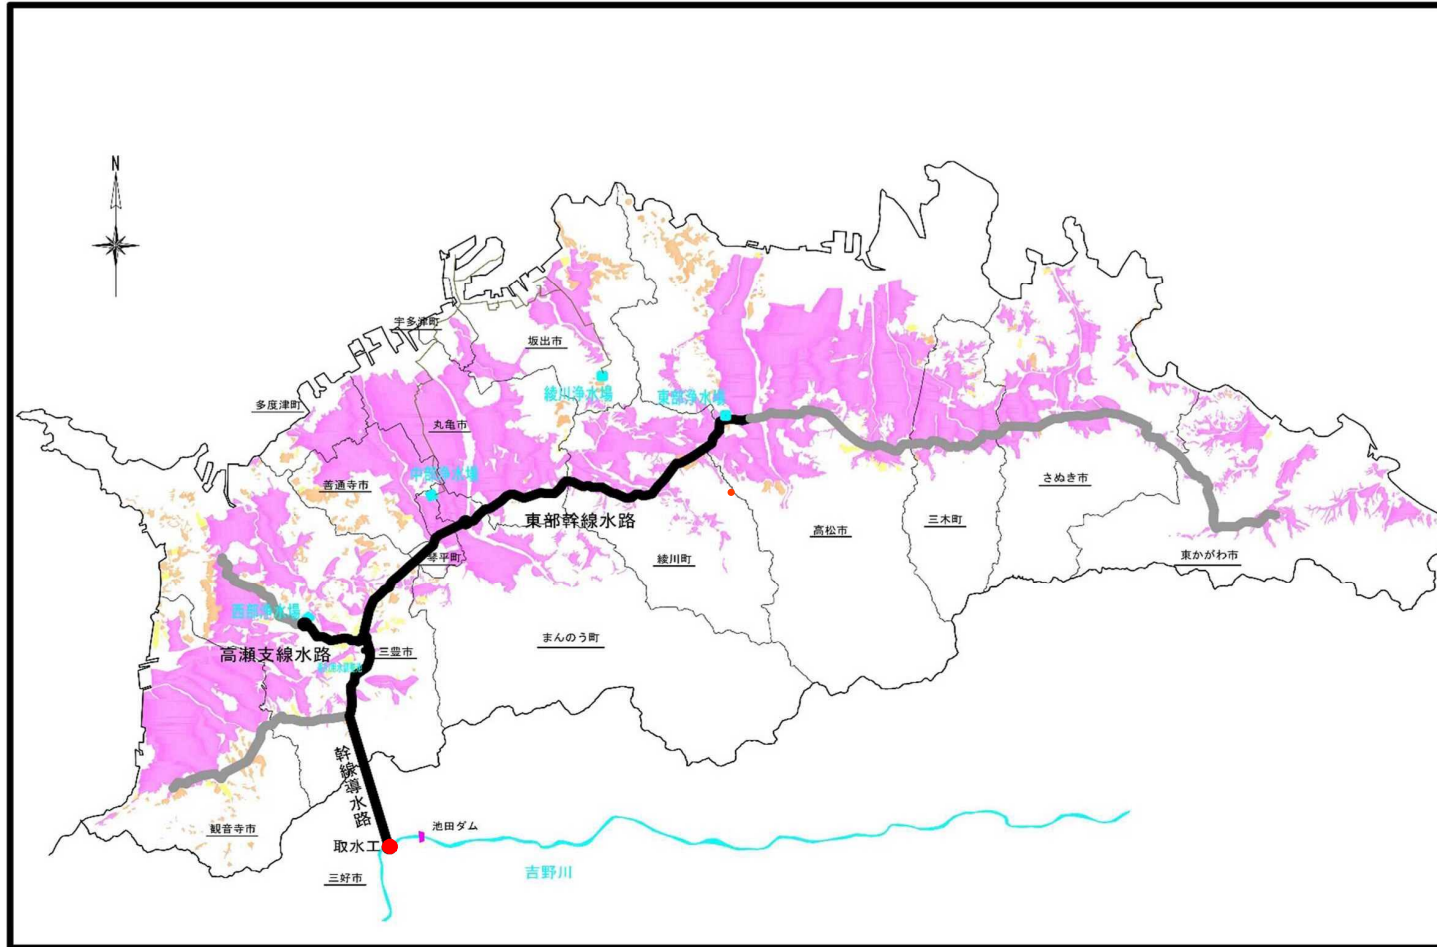 N
宇多津町
坂出市
綾川浄水場
東部浄水場
多度津町
丸亀市
中部浄水場
善通寺市
さぬき市
東部幹線水路
高松市
三木町
琴平町
綾川町
東かがわ市
西部浄水場
まんのう町
高瀬支線水路
三豊市
幹線導水路
観音寺市
池田ダム
取水工
三好市
吉野川